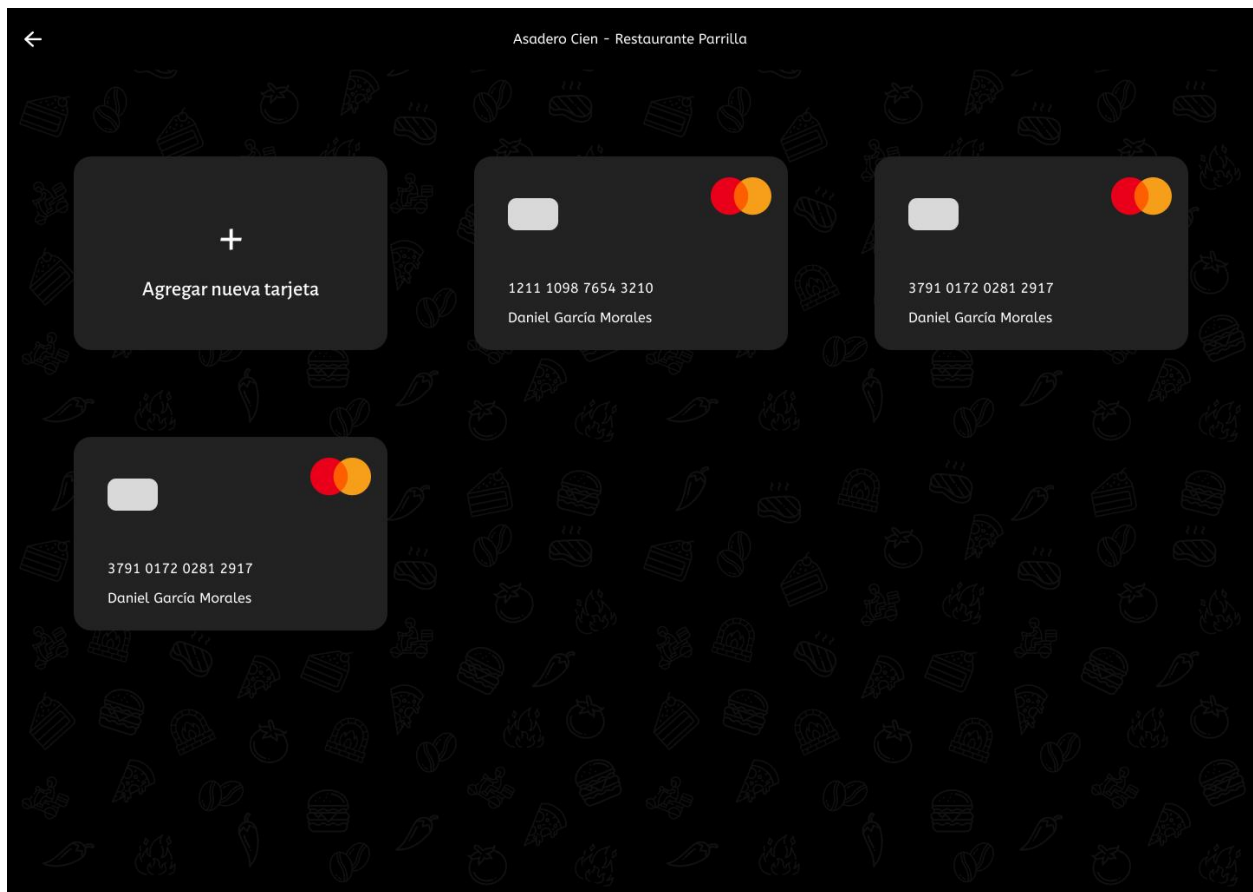 Asadero Cien - Restaurante Parrilla
+
Agregar nueva tarjeta
1211 1098 7654 3210
Daniel García Morales
3791 0172 0281 2917
Daniel García Morales
3791 0172 0281 2917
Daniel García Morales